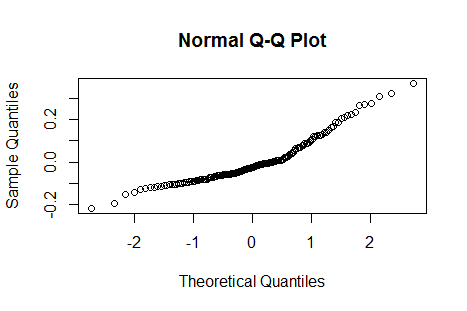 Normal Q-Q Plot
Sample Quantiles
0.2
0.0
-0.2
-2
-1
0
1
2
Theoretical Quantiles